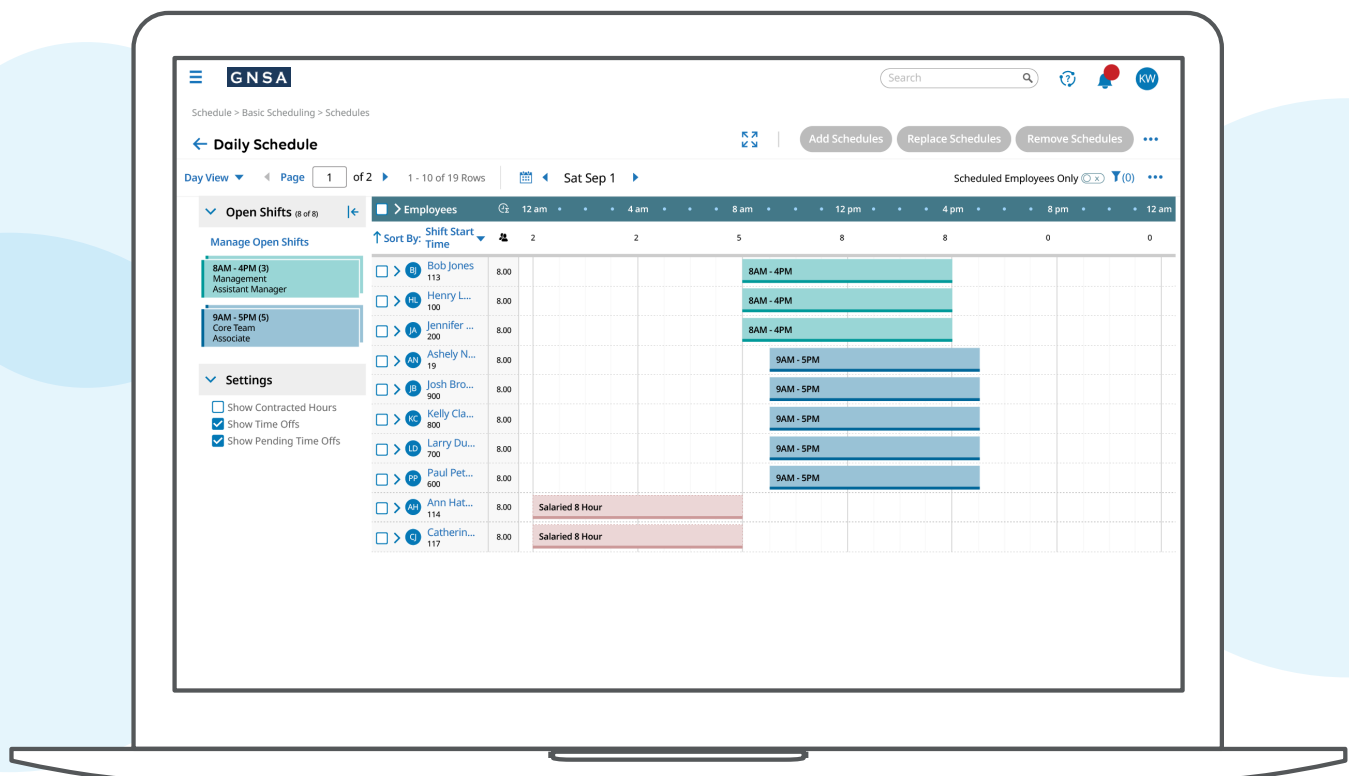 GNSA
Search
KW
Schedule > Basic Scheduling > Schedules
Daily Schedule
Add Schedules
Replace Schedules
Remove Schedules
Day View
Page 1 of 2
1 - 10 of 19 Rows
Sat Sep 1
Scheduled Employees Only
(0)
Open Shifts (8 of 8)
Employees
12 am 4 am 8 am 12 pm 4 pm 8 pm 12 am
Manage Open Shifts
Sort By: Shift Start
Time
2 2 5 8 8 0 0
8AM - 4PM (3)
Management
Assistant Manager
9AM - 5PM (5)
Core Team
Associate
Settings
Show Contracted Hours
Show Time Offs
Show Pending Time Offs
BJ Bob Jones 8.00 8AM - 4PM
113
HL Henry L... 8.00 8AM - 4PM
100
JA Jennifer ... 8.00 8AM - 4PM
200
AN Ashely N... 8.00 9AM - 5PM
19
JB Josh Bro... 8.00 9AM - 5PM
900
KC Kelly Cla... 8.00 9AM - 5PM
800
LD Larry Du... 8.00 9AM - 5PM
700
PP Paul Pet... 8.00 9AM - 5PM
600
AH Ann Hat... 8.00 Salaried 8 Hour
114
CJ Catherin... 8.00 Salaried 8 Hour
117